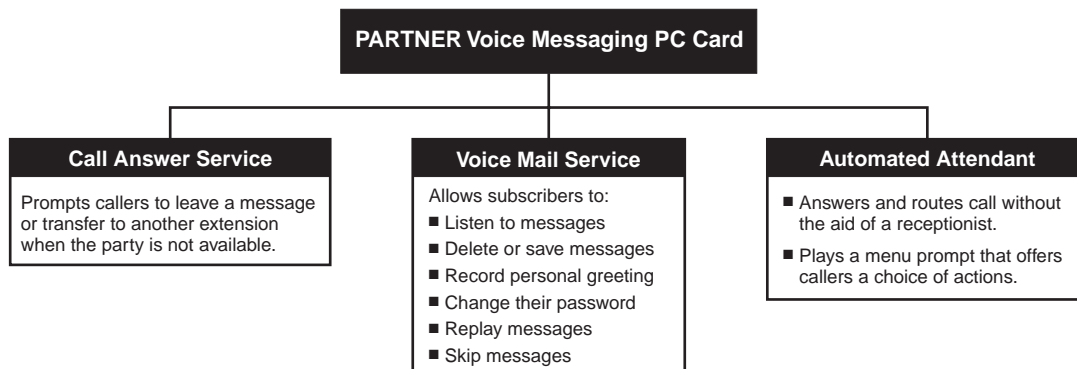 PARTNER Voice Messaging PC Card
Call Answer Service
Prompts callers to leave a message
or transfer to another extension
when the party is not available.
Voice Mail Service
Allows subscribers to:
■ Listen to messages
■ Delete or save messages
■ Record personal greeting
■ Change their password
■ Replay messages
■ Skip messages
Automated Attendant
■ Answers and routes call without
the aid of a receptionist.
■ Plays a menu prompt that offers
callers a choice of actions.